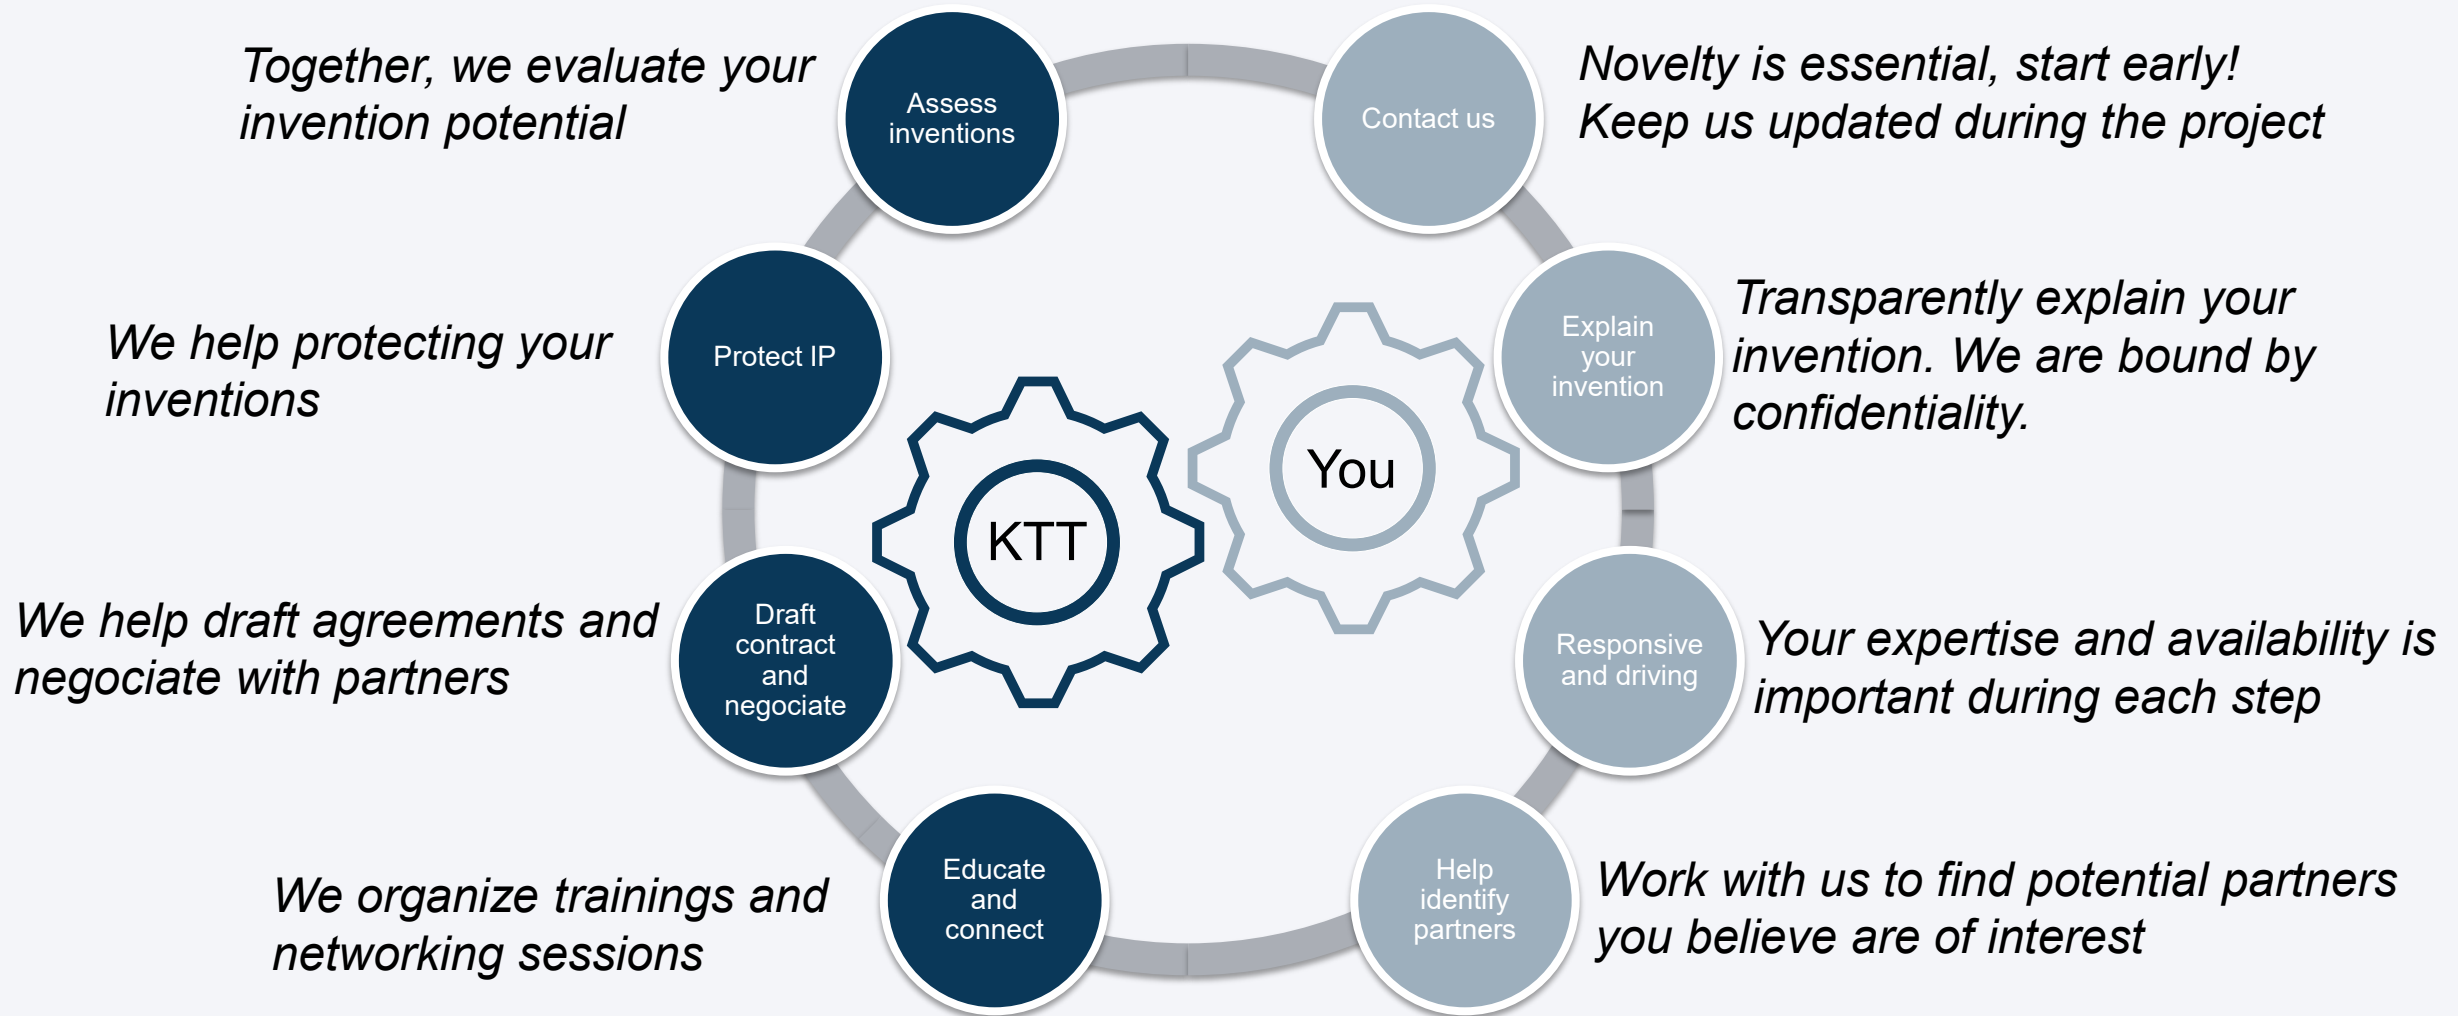 Together, we evaluate your
invention potential
Assess
inventions
Contact us
Novelty is essential, start early!
Keep us updated during the project
We help protecting your
inventions
Protect IP
Explain
your
invention
Transparently explain your
invention. We are bound by
confidentiality.
You
KTT
We help draft agreements and
negociate with partners
Draft
contract
and
negociate
Responsive
and driving
Your expertise and availability is
important during each step
We organize trainings and
networking sessions
Educate
and
connect
Help
identify
partners
Work with us to find potential partners
you believe are of interest